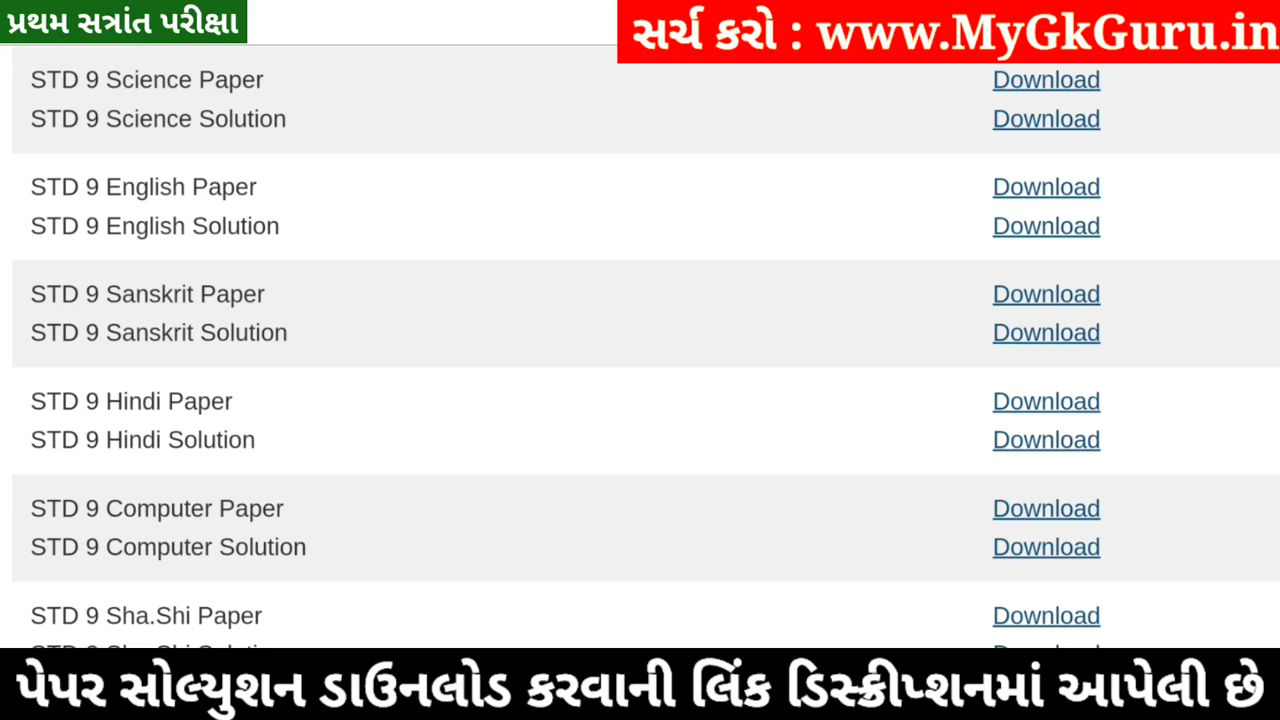 પ્રથમ સત્રાંત પરીક્ષા
સર્ચ કરો : www.MyGkGuru.in
STD 9 Science Paper Download
STD 9 Science Solution Download
STD 9 English Paper Download
STD 9 English Solution Download
STD 9 Sanskrit Paper Download
STD 9 Sanskrit Solution Download
STD 9 Hindi Paper Download
STD 9 Hindi Solution Download
STD 9 Computer Paper Download
STD 9 Computer Solution Download
STD 9 Sha.Shi Paper Download
પેપર સોલ્યુશન ડાઉનલોડ કરવાની લિંક ડિસ્ક્રીપ્શનમાં આપેલી છે